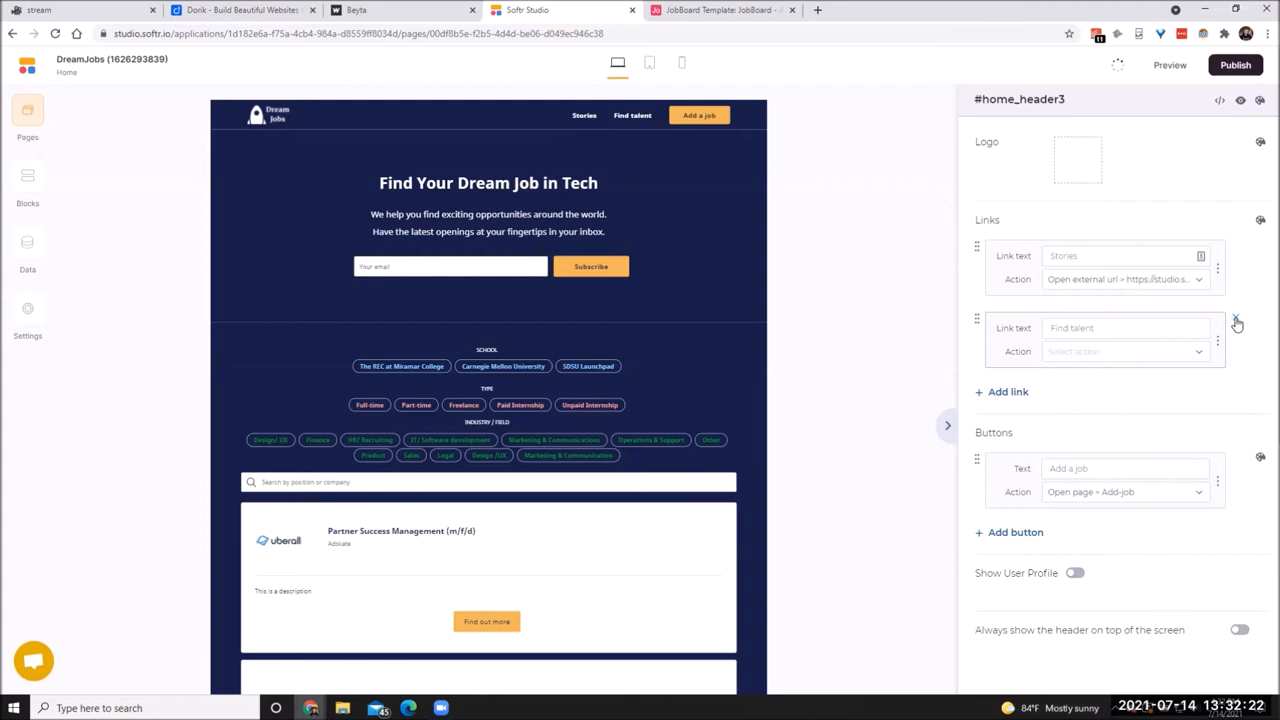 stream
Dorik - Build Beautiful Websites
Beyta
Softr Studio
JobBoard Template: JobBoard - A
studio.softr.io/applications/1d182e6a-f75a-4cb4-984a-d8559ff8034d/pages/00df8b5e-f2b5-4d4d-be06-d049ec96fc38
11
DreamJobs (1626293839)
Home
Preview
Publish
Pages
Blocks
Data
Settings
Dream
Jobs
Stories
Find talent
Add a job
Find Your Dream Job in Tech
We help you find exciting opportunities around the world.
Have the latest openings at your fingertips in your inbox.
Your email
Subscribe
SCHOOL
The REC at Miramar College
Carnegie Mellon University
SDSU Launchpad
TYPE
Full-time
Part-time
Freelance
Paid Internship
Unpaid Internship
INDUSTRY / FIELD
Design/ UX
Finance
HR/ Recruiting
IT/ Software development
Marketing & Communications
Operations & Support
Other
Product
Sales
Legal
Design /UX
Marketing & Communication
Search by position or company
Partner Success Management (m/f/d)
uberall
Adskate
This is a description
Find out more
#home_header3
Logo
Links
Link text
Stories
Action
Open external url > https://studio.s...
Link text
Find talent
Action
Select action
+ Add link
Buttons
Text
Add a job
Action
Open page > Add-job
+ Add button
Show User Profile
Always show the header on top of the screen
Type here to search
45
84°F Mostly sunny
2021-07-14 13:32:22